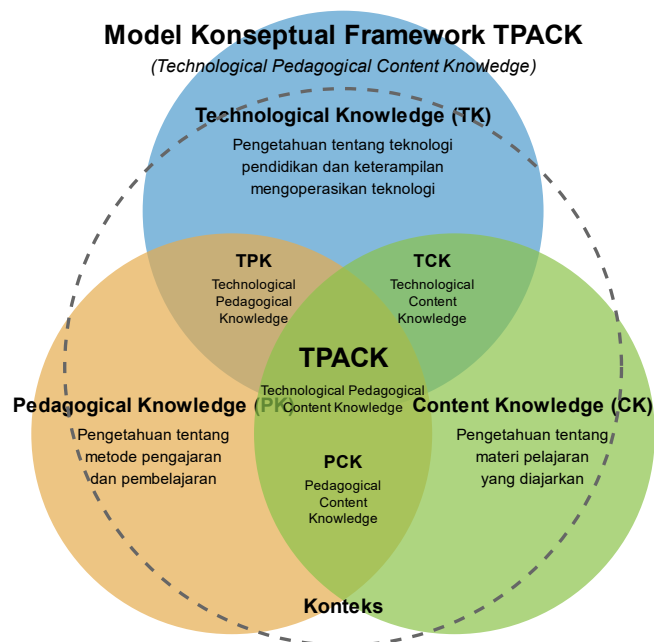 Model Konseptual Framework TPACK
(Technological Pedagogical Content Knowledge)
Technological Knowledge (TK)
Pengetahuan tentang teknologi
pendidikan dan keterampilan
mengoperasikan teknologi
TPK
Technological
Pedagogical
Knowledge
TCK
Technological
Content
Knowledge
TPACK
Technological Pedagogical
Content Knowledge
Pedagogical Knowledge (PK)
Pengetahuan tentang
metode pengajaran
dan pembelajaran
Content Knowledge (CK)
Pengetahuan tentang
materi pelajaran
yang diajarkan
PCK
Pedagogical
Content
Knowledge
Konteks